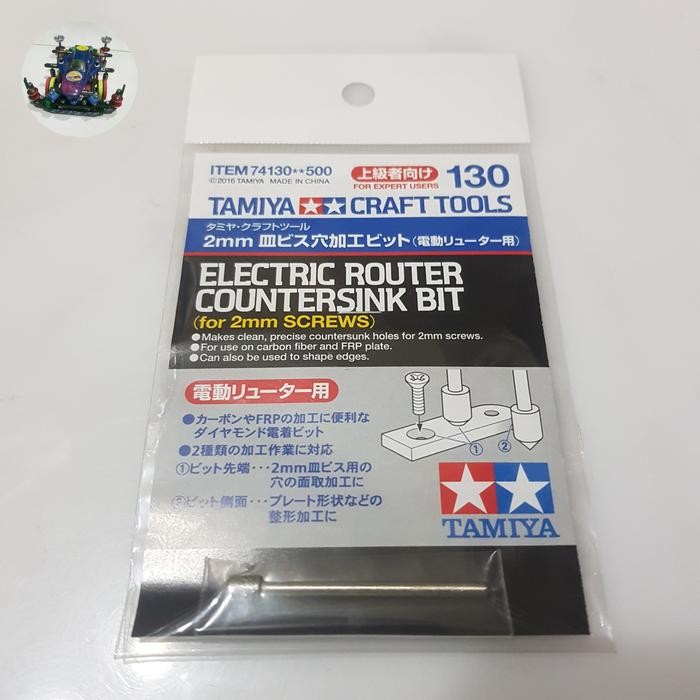 ITEM 74130**500
©2016 TAMIYA MADE IN CHINA
上級者向け
FOR EXPERT USERS
130
TAMIYA CRAFT TOOLS
タミヤ・クラフトツール
2mm 皿ビス穴加工ビット(電動リューター用)
ELECTRIC ROUTER
COUNTERSINK BIT
(for 2mm SCREWS)
●Makes clean, precise countersunk holes for 2mm screws.
●For use on carbon fiber and FRP plate.
●Can also be used to shape edges.
電動リューター用
●カーボンやFRPの加工に便利な
ダイヤモンド電着ビット
●2種類の加工作業に対応
①ビット先端・・・2mm皿ビス用の
穴の面取加工に
②ビット側面・・・プレート形状などの
整形加工に
① ②
TAMIYA